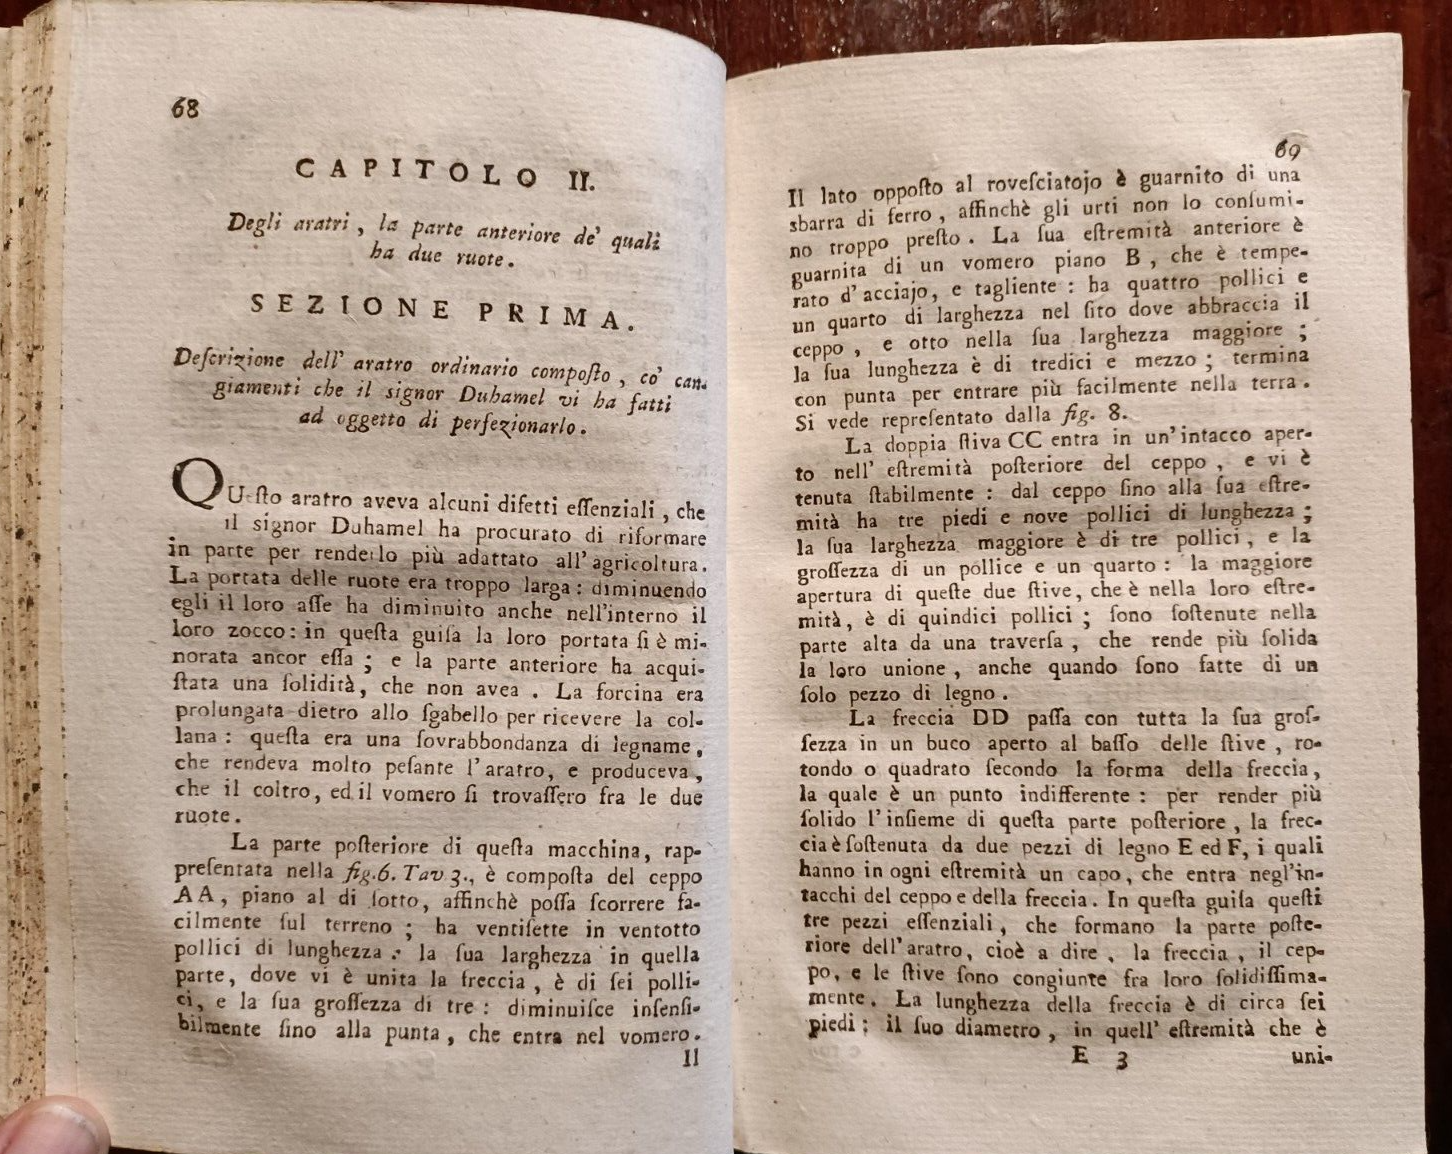 68
CAPITOLO II.
Degli aratri , la parte anteriore de' quali
ha due ruote .
SEZIONE PRIMA.
Deſcrizione dell' aratro ordinario compoſto , co' can-
giamenti che il signor Duhamel vi ha fatti
ad oggetto di perfezionarlo .
QUeſto aratro aveva alcuni difetti eſſenziali , che
il signor Duhamel ha procurato di riformare
in parte per renderlo più adattato all'agricoltura.
La portata delle ruote era troppo larga : diminuendo
egli il loro aſſe ha diminuito anche nell'interno il
loro zocco: in queſta guiſa la loro portata ſi è mi-
norata ancor eſſa ; e la parte anteriore ha acqui-
ſtata una ſolidità, che non avea . La forcina era
prolungata dietro allo ſgabello per ricevere la col-
lana : queſta era una ſovrabbondanza di legname,
che rendeva molto peſante l'aratro, e produceva ,
che il coltro, ed il vomero ſi trovaſſero fra le due
ruote .
La parte poſteriore di queſta macchina, rap-
preſentata nella fig.6. Tav 3., è compoſta del ceppo
AA, piano al di ſotto, affinchè poſſa ſcorrere fa-
cilmente ſul terreno ; ha ventiſette in ventotto
pollici di lunghezza : la ſua larghezza in quella
parte, dove vi è unita la freccia , è di ſei polli-
ci, e la ſua groſſezza di tre : diminuiſce inſenſi-
bilmente ſino alla punta , che entra nel vomero.
Il
69
Il lato oppoſto al roveſciatojo è guarnito di una
sbarra di ferro , affinchè gli urti non lo conſumi-
no troppo preſto . La ſua eſtremità anteriore è
guarnita di un vomero piano B , che è tempe-
rato d'acciajo, e tagliente : ha quattro pollici e
un quarto di larghezza nel ſito dove abbraccia il
ceppo , e otto nella ſua larghezza maggiore ;
la ſua lunghezza è di tredici e mezzo ; termina
con punta per entrare più facilmente nella terra .
Si vede repreſentato dalla fig. 8.
La doppia ſtiva CC entra in un'intacco aper-
to nell' eſtremità poſteriore del ceppo , e vi è
tenuta ſtabilmente : dal ceppo ſino alla ſua eſtre-
mità ha tre piedi e nove pollici di lunghezza ;
la ſua larghezza maggiore è di tre pollici , e la
groſſezza di un pollice e un quarto : la maggiore
apertura di queſte due ſtive, che è nella loro eſtre-
mità, è di quindici pollici ; ſono ſoſtenute nella
parte alta da una traverſa , che rende più ſolida
la loro unione , anche quando ſono fatte di un
ſolo pezzo di legno .
La freccia DD paſſa con tutta la ſua groſ-
ſezza in un buco aperto al baſſo delle ſtive , ro-
tondo o quadrato ſecondo la forma della freccia,
la quale è un punto indifferente : per render più
ſolido l'inſieme di queſta parte poſteriore , la frec-
cia è ſoſtenuta da due pezzi di legno E ed F, i quali
hanno in ogni eſtremità un capo, che entra negl'in-
tacchi del ceppo e della freccia. In queſta guiſa queſti
tre pezzi eſſenziali , che formano la parte poſte-
riore dell'aratro, cioè a dire , la freccia , il cep-
po, e le ſtive ſono congiunte fra loro ſolidiſſima-
mente. La lunghezza della freccia è di circa ſei
piedi ; il ſuo diametro , in quell' eſtremità che è
E 3
uni-